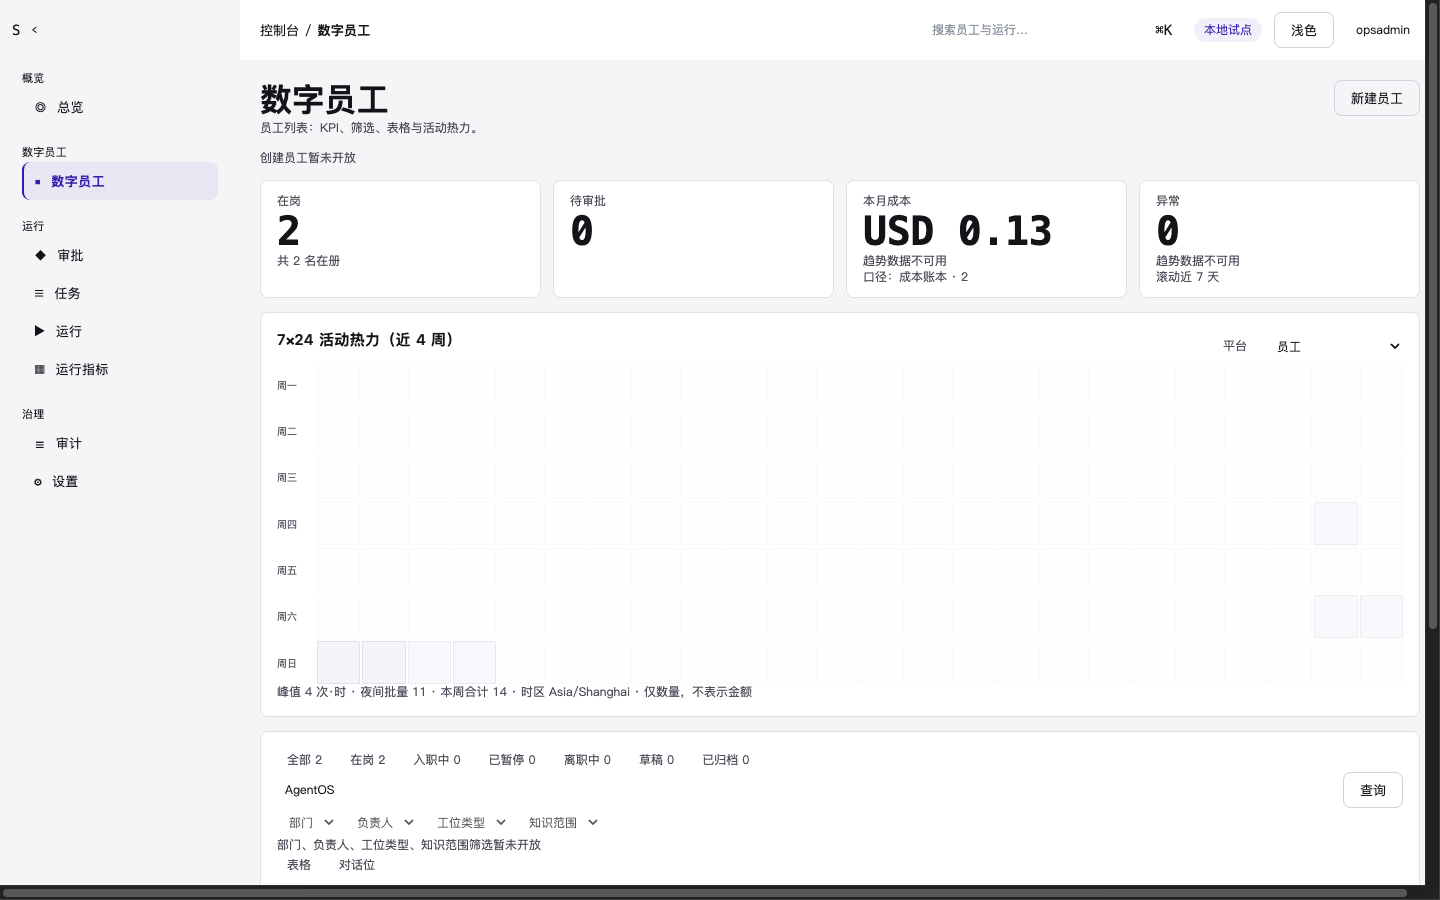 S <
概览
总览
数字员工
数字员工
运行
审批
任务
运行
运行指标
治理
审计
设置
控制台 / 数字员工
搜索员工与运行...
⌘K
本地试点
浅色
opsadmin
数字员工
新建员工
员工列表：KPI、筛选、表格与活动热力。
创建员工暂未开放
在岗
2
共 2 名在册
待审批
0
本月成本
USD 0.13
趋势数据不可用
口径：成本账本 · 2
异常
0
趋势数据不可用
滚动近 7 天
7×24 活动热力（近 4 周）
平台
员工
周一
周二
周三
周四
周五
周六
周日
峰值 4 次·时 · 夜间批量 11 · 本周合计 14 · 时区 Asia/Shanghai · 仅数量，不表示金额
全部 2 在岗 2 入职中 0 已暂停 0 离职中 0 草稿 0 已归档 0
AgentOS
查询
部门 负责人 工位类型 知识范围
部门、负责人、工位类型、知识范围筛选暂未开放
表格 对话位